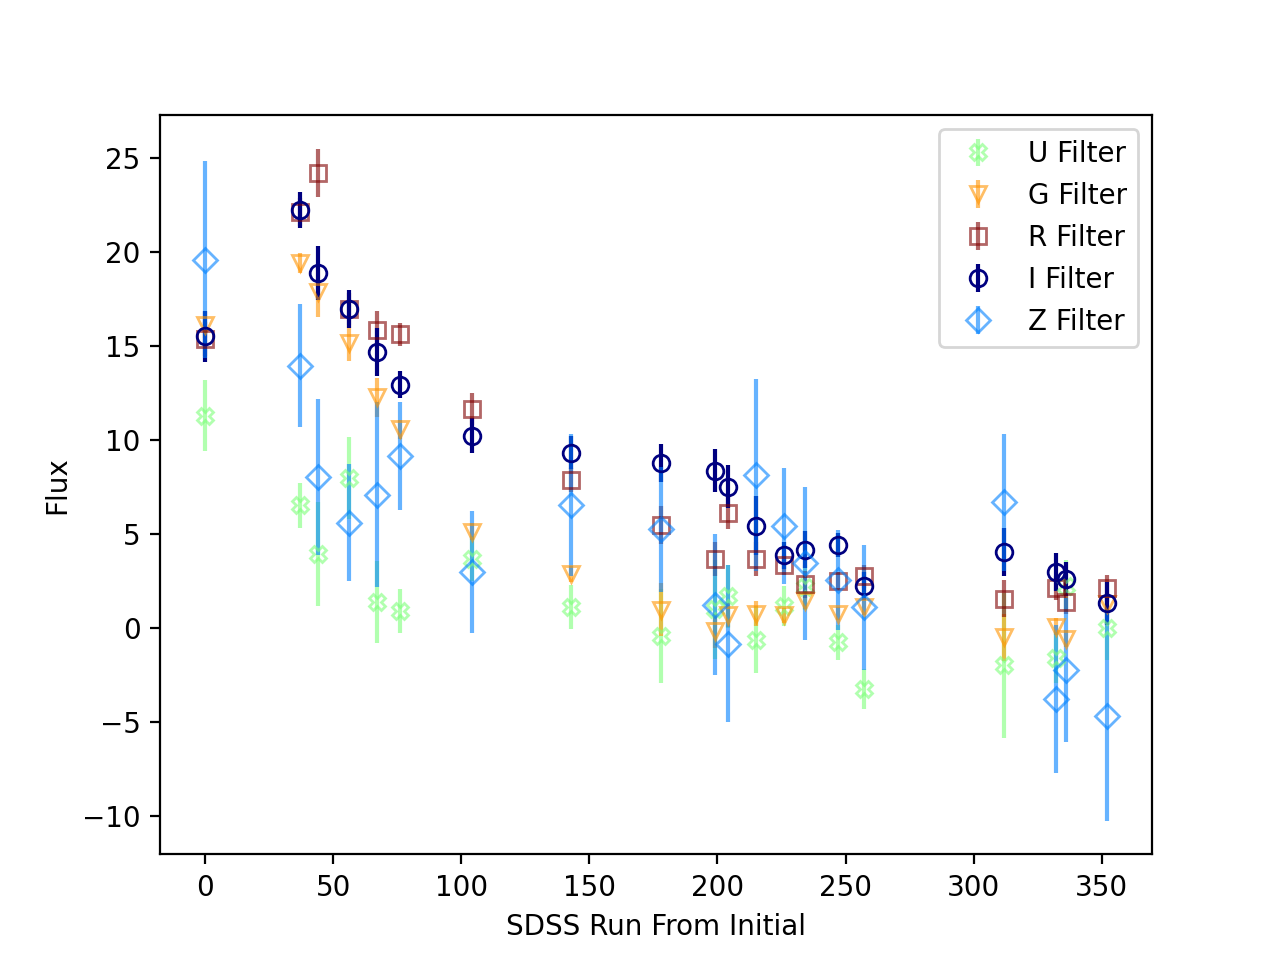 25
20
15
10
5
0
−5
−10
Flux
0 50 100 150 200 250 300 350
SDSS Run From Initial
U Filter
G Filter
R Filter
I Filter
Z Filter